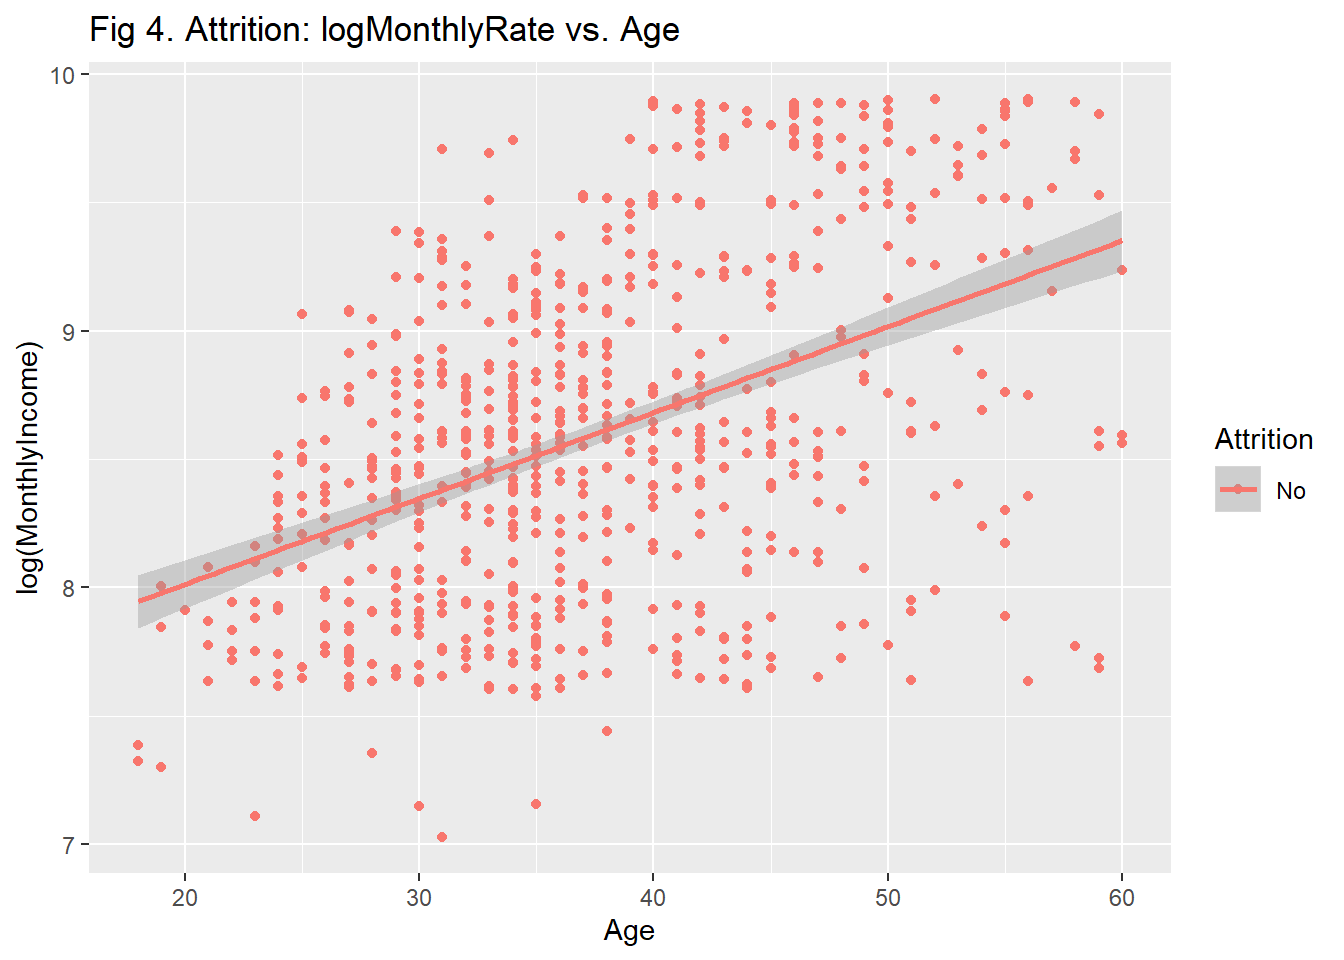 Fig 4. Attrition: logMonthlyRate vs. Age
10
9
8
7
log(MonthlyIncome)
20 30 40 50 60
Age
Attrition
No